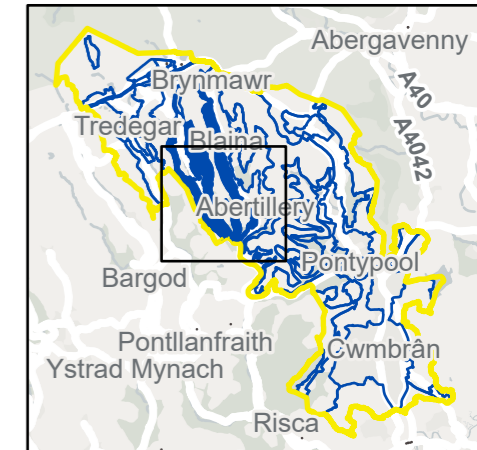 Abergavenny
Brynmawr
A40
Tredegar
Blaina
A4042
Abertillery
Pontypool
Bargod
Pontllanfraith
Cwmbrân
Ystrad Mynach
Risca